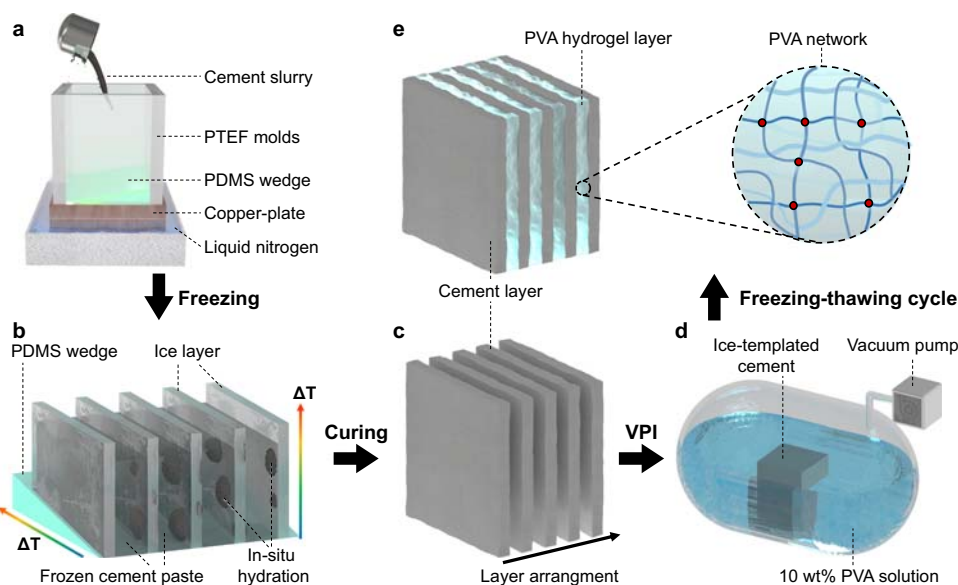 a
Cement slurry
PTEF molds
PDMS wedge
Copper-plate
Liquid nitrogen
Freezing
b
PDMS wedge
Ice layer
ΔT
ΔT
Frozen cement paste
In-situ
hydration
Curing
c
Layer arrangment
VPI
d
Ice-templated
cement
Vacuum pump
10 wt% PVA solution
Freezing-thawing cycle
e
PVA hydrogel layer
PVA network
Cement layer